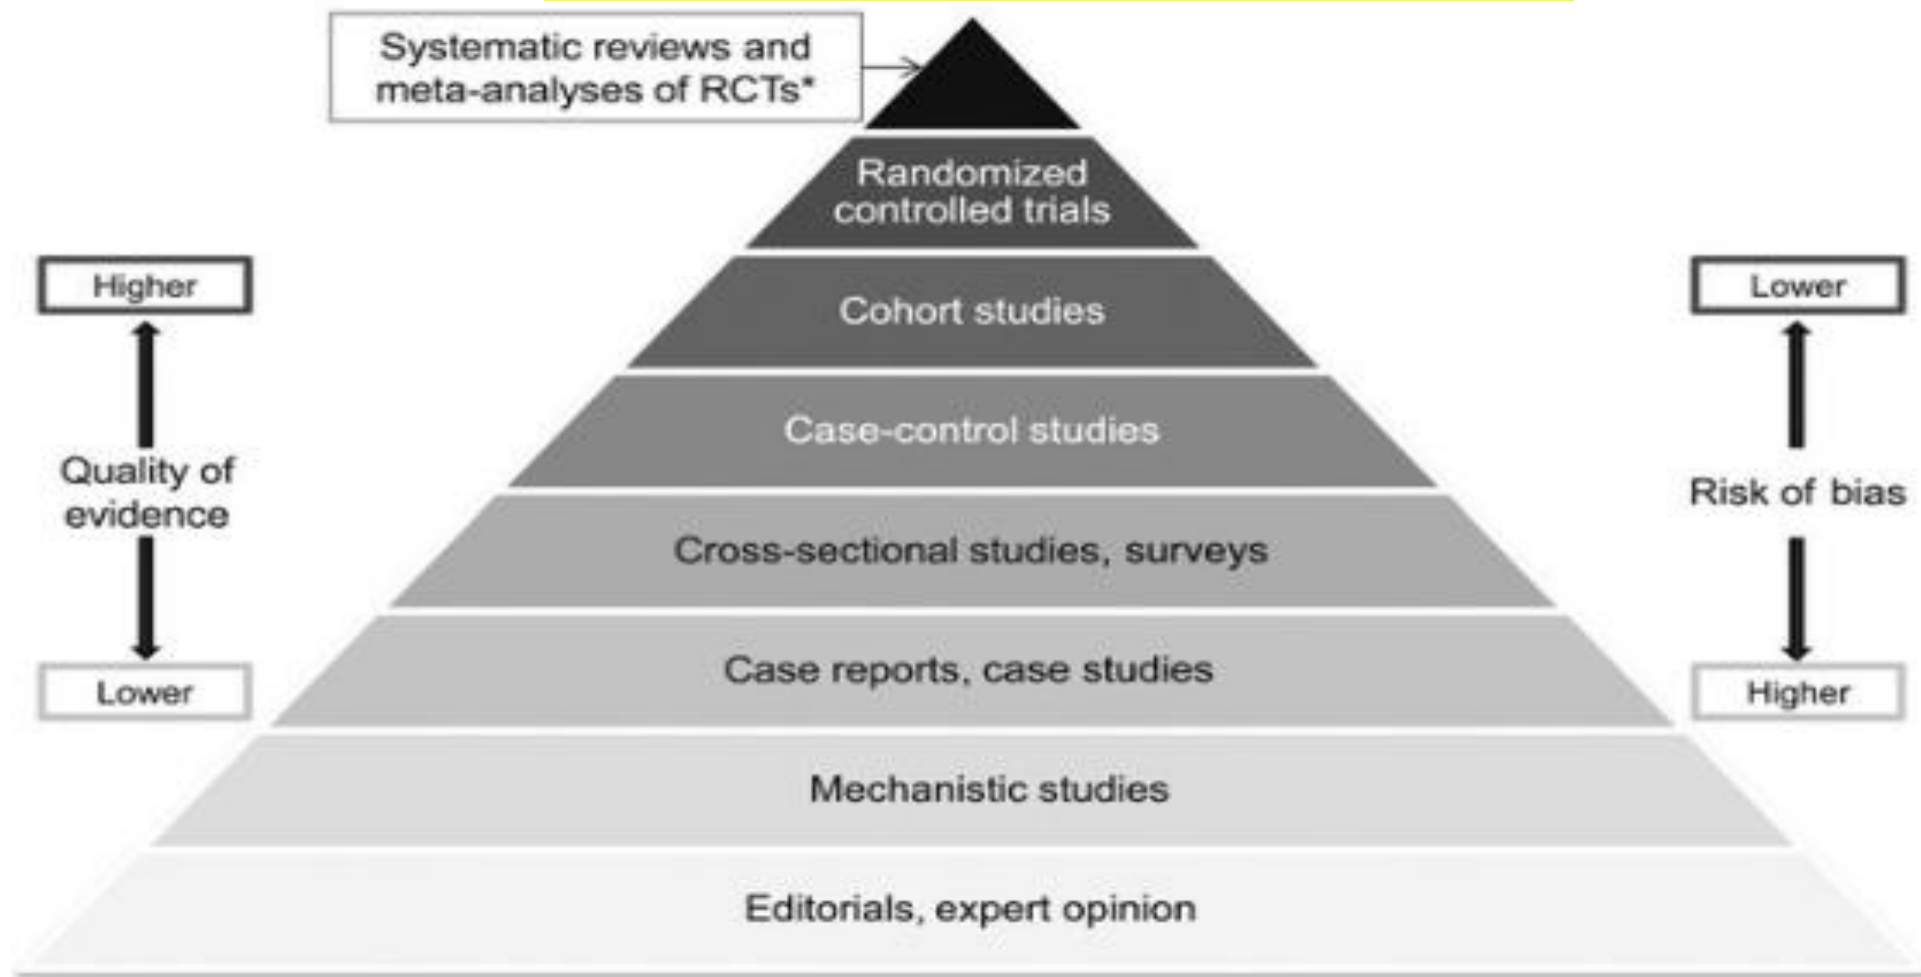 Systematic reviews and
meta-analyses of RCTs*
Randomized
controlled trials
Higher
Lower
Cohort studies
Case-control studies
Quality of
evidence
Risk of bias
Cross-sectional studies, surveys
Case reports, case studies
Lower
Higher
Mechanistic studies
Editorials, expert opinion